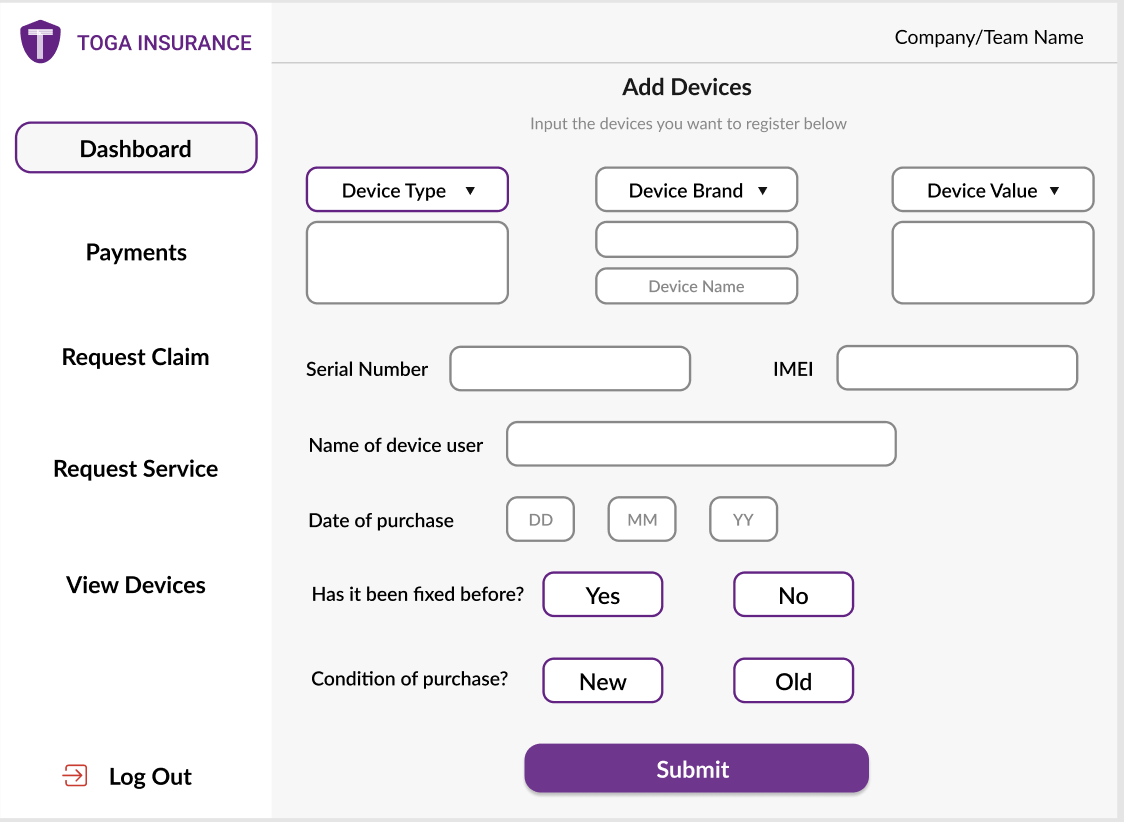 TOGA INSURANCE
Company/Team Name
Dashboard
Payments
Request Claim
Request Service
View Devices
Log Out
Add Devices
Input the devices you want to register below
Device Type ▼
Device Brand ▼
Device Value ▼
Device Name
Serial Number
IMEI
Name of device user
Date of purchase
DD
MM
YY
Has it been fixed before?
Yes
No
Condition of purchase?
New
Old
Submit